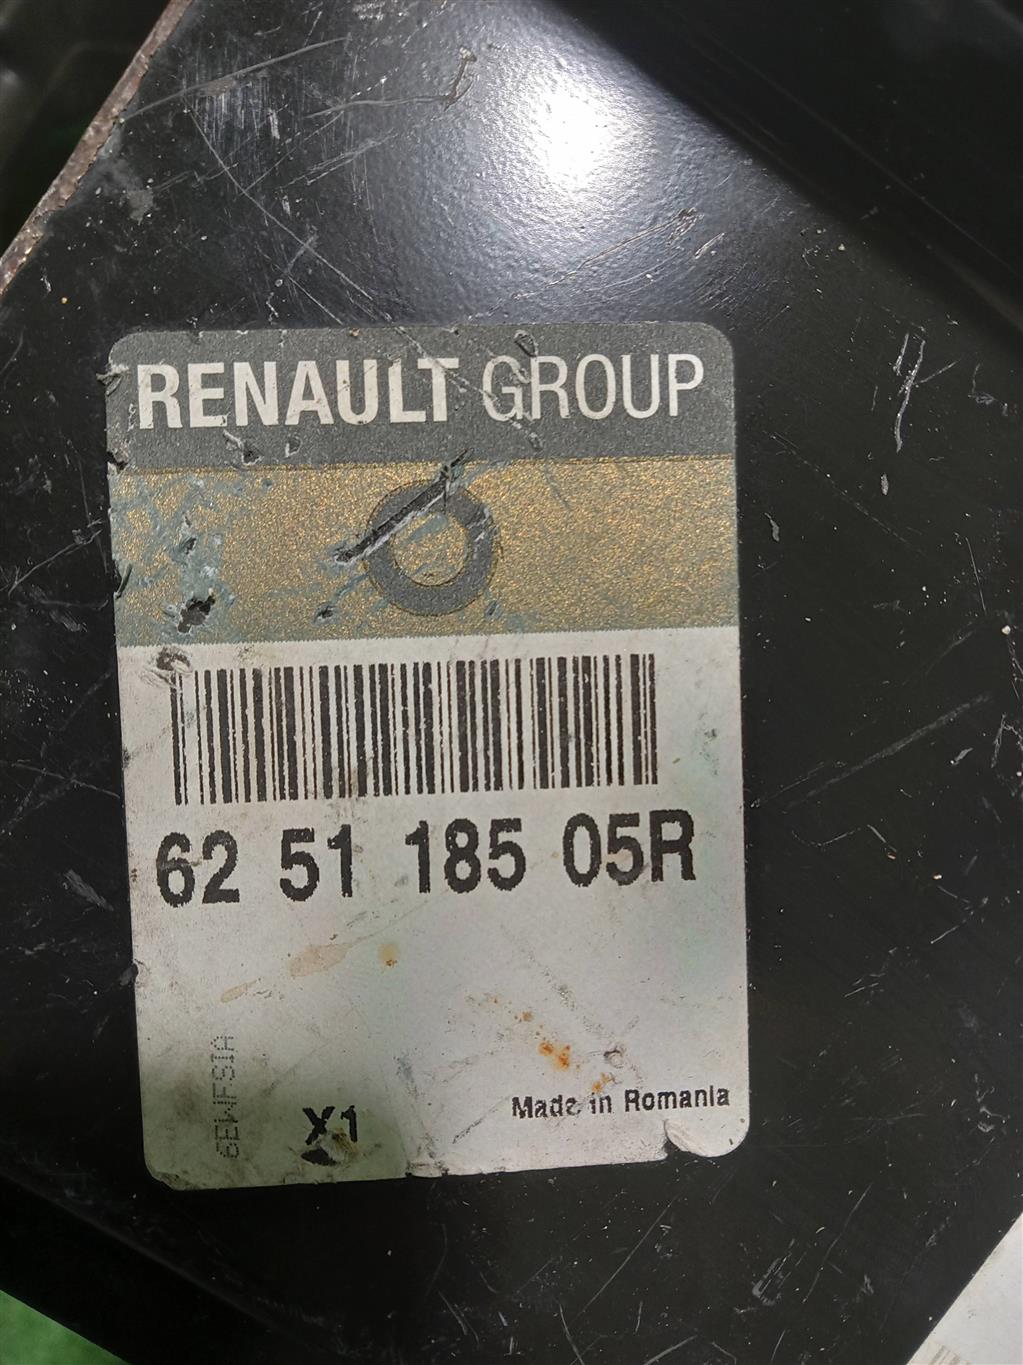 RENAULT GROUP
62 51 185 05R
X1
Made in Romania